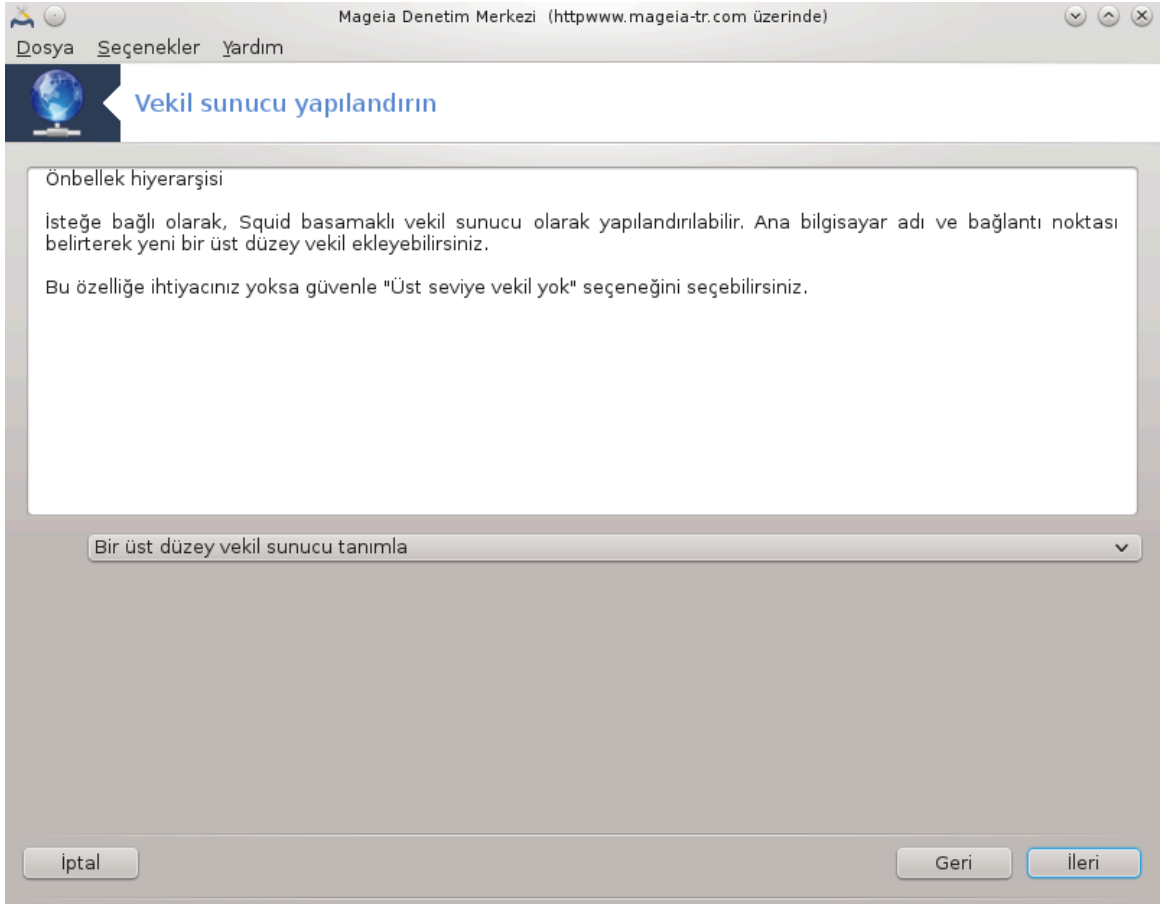 Mageia Denetim Merkezi (httpwww.mageia-tr.com üzerinde)
Dosya Seçenekler Yardım
Vekil sunucu yapılandırın
Önbellek hiyerarşisi
İsteğe bağlı olarak, Squid basamaklı vekil sunucu olarak yapılandırılabilir. Ana bilgisayar adı ve bağlantı noktası
belirterek yeni bir üst düzey vekil ekleyebilirsiniz.
Bu özelliğe ihtiyacınız yoksa güvenle "Üst seviye vekil yok" seçeneğini seçebilirsiniz.
Bir üst düzey vekil sunucu tanımla
İptal Geri İleri